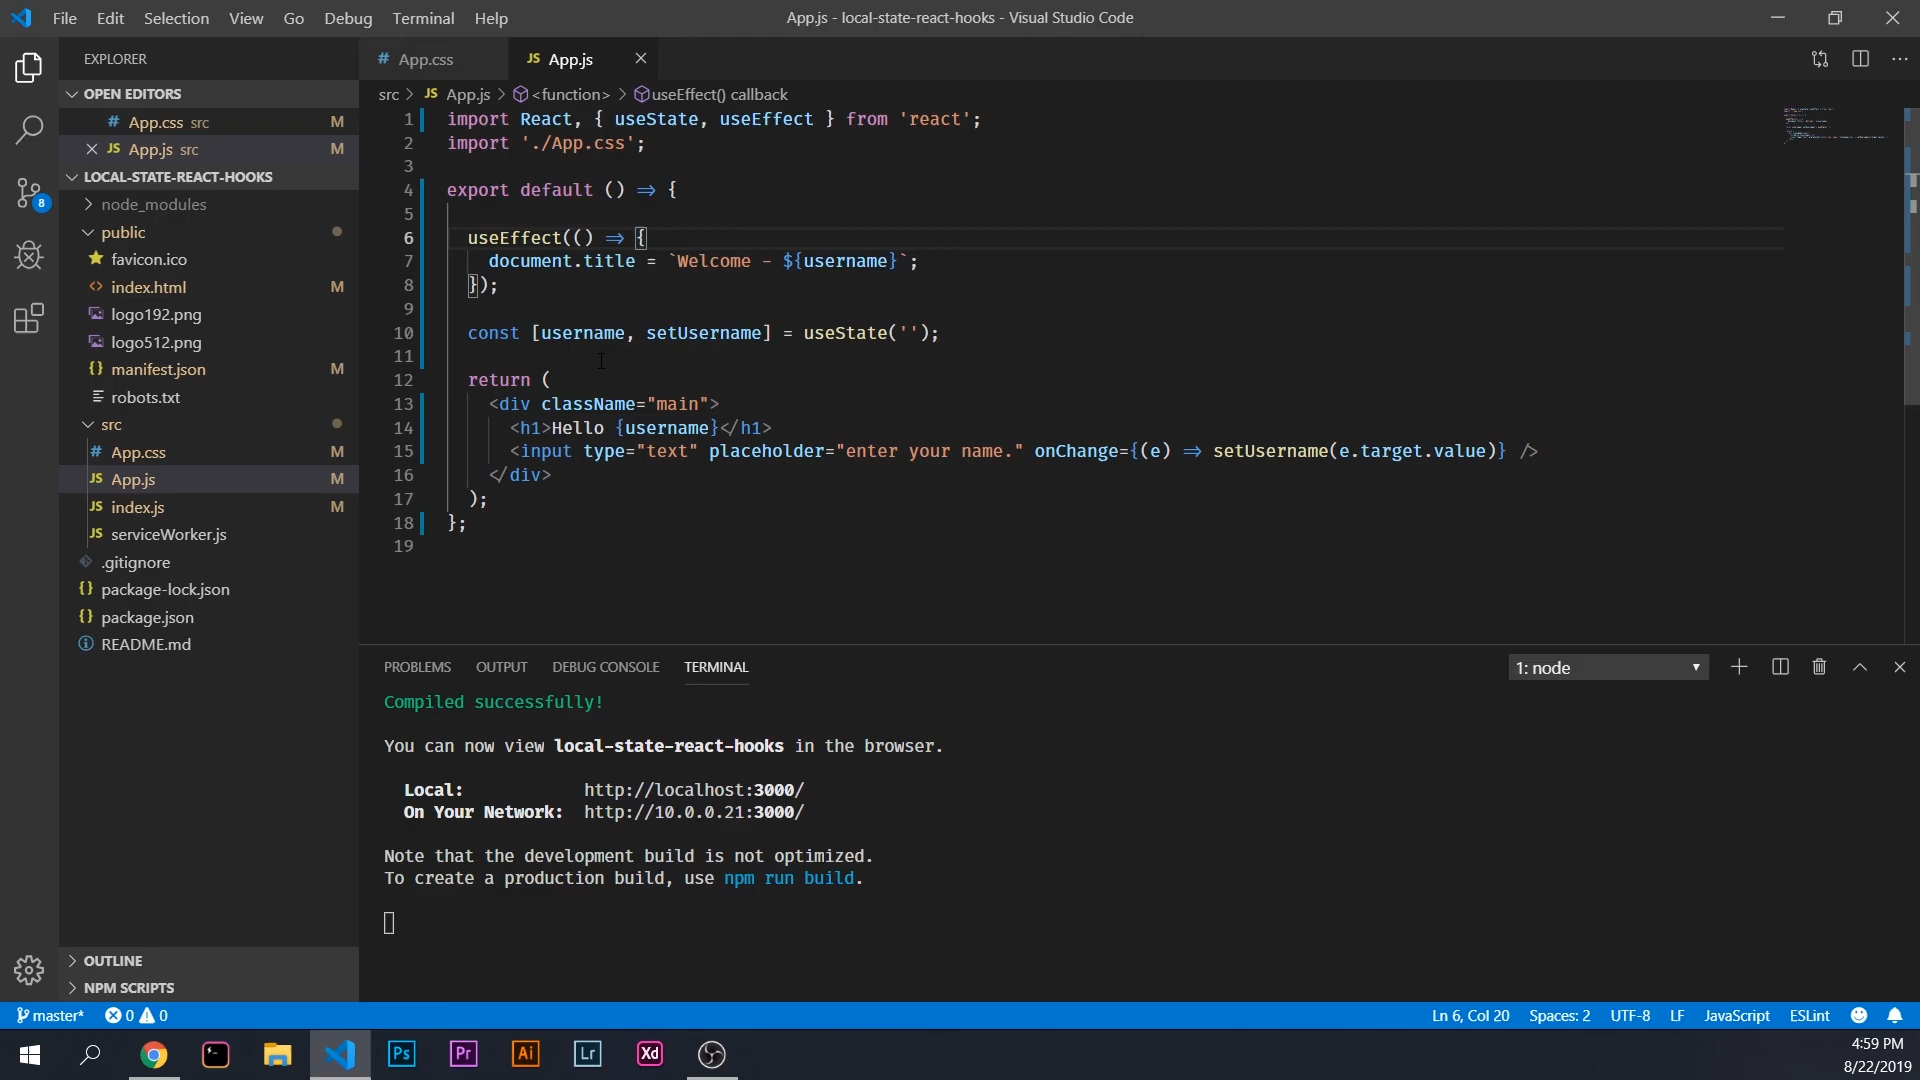 File Edit Selection View Go Debug Terminal Help
App.js - local-state-react-hooks - Visual Studio Code
EXPLORER
OPEN EDITORS
# App.css src M
JS App.js src M
LOCAL-STATE-REACT-HOOKS
node_modules
public
favicon.ico
<> index.html M
logo192.png
logo512.png
{} manifest.json M
robots.txt
src
# App.css M
JS App.js M
JS index.js M
JS serviceWorker.js
.gitignore
{} package-lock.json
{} package.json
README.md
OUTLINE
NPM SCRIPTS
8
# App.css
JS App.js
src > JS App.js > <function> > useEffect() callback
1 import React, { useState, useEffect } from 'react';
2 import './App.css';
3
4 export default () ⇒ {
5
6 useEffect(() ⇒ {
7 document.title = `Welcome - ${username}`;
8 });
9
10 const [username, setUsername] = useState('');
11
12 return (
13 <div className="main">
14 <h1>Hello {username}</h1>
15 <input type="text" placeholder="enter your name." onChange={(e) ⇒ setUsername(e.target.value)} />
16 </div>
17 );
18 };
19
PROBLEMS OUTPUT DEBUG CONSOLE TERMINAL
1: node
Compiled successfully!
You can now view local-state-react-hooks in the browser.
Local: http://localhost:3000/
On Your Network: http://10.0.0.21:3000/
Note that the development build is not optimized.
To create a production build, use npm run build.
master* 0 0
Ln 6, Col 20 Spaces: 2 UTF-8 LF JavaScript ESLint
Ps Pr Ai Lr Xd
4:59 PM
8/22/2019